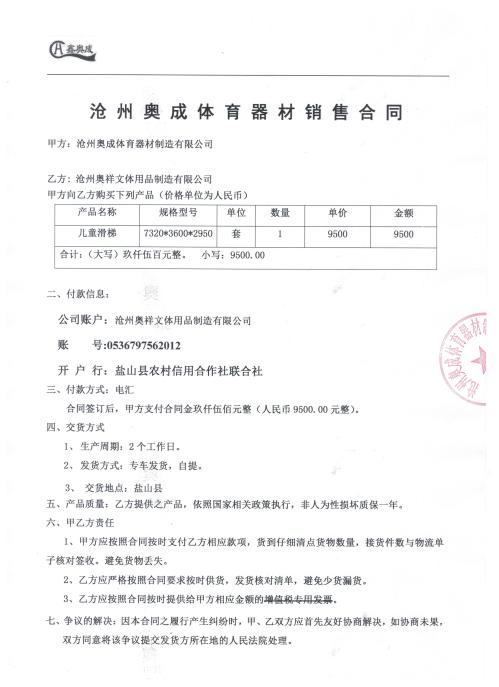 鑫奥成
沧州奥成体育器材销售合同
甲方：沧州奥成体育器材制造有限公司
乙方：沧州奥祥文体用品制造有限公司
甲方向乙方购买下列产品（价格单位为人民币）
产品名称 规格型号 单位 数量 单价 金额
儿童滑梯 7320*3600*2950 套 1 9500 9500
合计：（大写）玖仟伍百元整。 小写：9500.00
二、付款信息：
公司账户：沧州奥祥文体用品制造有限公司
账 号:0536797562012
开 户 行：盐山县农村信用合作社联合社
三、付款方式：电汇
合同签订后，甲方支付合同金玖仟伍佰元整（人民币 9500.00 元整）。
四、交货方式
1、生产周期：2 个工作日。
2、发货方式：专车发货，自提。
3、 交货地点：盐山县
五、产品质量：乙方提供之产品，依照国家相关政策执行，非人为性损坏质保一年。
六、甲乙方责任
1、甲方应按照合同按时支付乙方相应款项，货到仔细清点货物数量，接货件数与物流单
子核对签收。避免货物丢失。
2、乙方应严格按照合同要求按时供货，发货核对清单，避免少货漏货。
3、乙方应按照合同按时提供给甲方相应金额的增值税专用发票。
七、争议的解决：因本合同之履行产生纠纷时，甲、乙双方应首先友好协商解决，如协商未果，
双方同意将该争议提交发货方所在地的人民法院处理。
沧州奥成体育器材